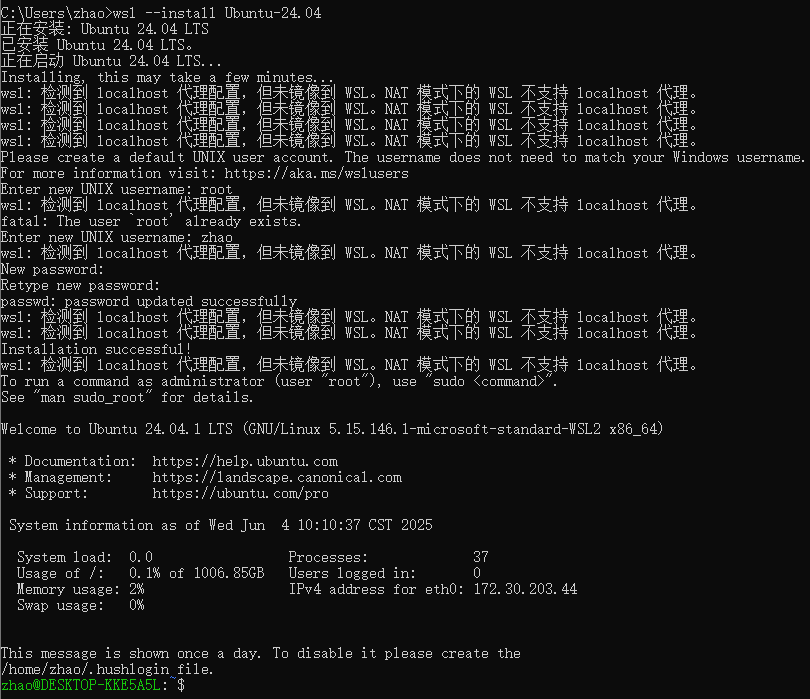 C:\Users\zhao>wsl --install Ubuntu-24.04
正在安装: Ubuntu 24.04 LTS
已安装 Ubuntu 24.04 LTS。
正在启动 Ubuntu 24.04 LTS...
Installing, this may take a few minutes...
wsl: 检测到 localhost 代理配置，但未镜像到 WSL。NAT 模式下的 WSL 不支持 localhost 代理。
wsl: 检测到 localhost 代理配置，但未镜像到 WSL。NAT 模式下的 WSL 不支持 localhost 代理。
wsl: 检测到 localhost 代理配置，但未镜像到 WSL。NAT 模式下的 WSL 不支持 localhost 代理。
wsl: 检测到 localhost 代理配置，但未镜像到 WSL。NAT 模式下的 WSL 不支持 localhost 代理。
Please create a default UNIX user account. The username does not need to match your Windows username.
For more information visit: https://aka.ms/wslusers
Enter new UNIX username: root
wsl: 检测到 localhost 代理配置，但未镜像到 WSL。NAT 模式下的 WSL 不支持 localhost 代理。
fatal: The user `root' already exists.
Enter new UNIX username: zhao
wsl: 检测到 localhost 代理配置，但未镜像到 WSL。NAT 模式下的 WSL 不支持 localhost 代理。
New password:
Retype new password:
passwd: password updated successfully
wsl: 检测到 localhost 代理配置，但未镜像到 WSL。NAT 模式下的 WSL 不支持 localhost 代理。
wsl: 检测到 localhost 代理配置，但未镜像到 WSL。NAT 模式下的 WSL 不支持 localhost 代理。
Installation successful!
wsl: 检测到 localhost 代理配置，但未镜像到 WSL。NAT 模式下的 WSL 不支持 localhost 代理。
To run a command as administrator (user "root"), use "sudo <command>".
See "man sudo_root" for details.
Welcome to Ubuntu 24.04.1 LTS (GNU/Linux 5.15.146.1-microsoft-standard-WSL2 x86_64)
* Documentation:  https://help.ubuntu.com
* Management:     https://landscape.canonical.com
* Support:        https://ubuntu.com/pro
System information as of Wed Jun  4 10:10:37 CST 2025
System load:  0.0                 Processes:             37
Usage of /:   0.1% of 1006.85GB   Users logged in:       0
Memory usage: 2%                  IPv4 address for eth0: 172.30.203.44
Swap usage:   0%
This message is shown once a day. To disable it please create the
/home/zhao/.hushlogin file.
zhao@DESKTOP-KKE5A5L:~$